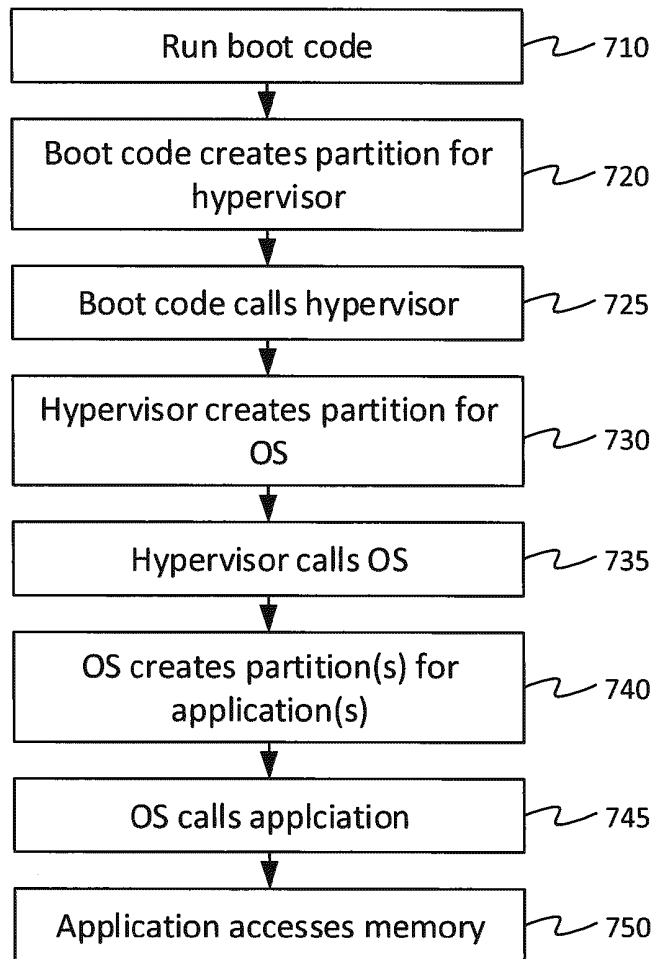 Run boot code
710
Boot code creates partition for
hypervisor
720
Boot code calls hypervisor
725
Hypervisor creates partition for
OS
730
Hypervisor calls OS
735
OS creates partition(s) for
application(s)
740
OS calls applciation
745
Application accesses memory
750